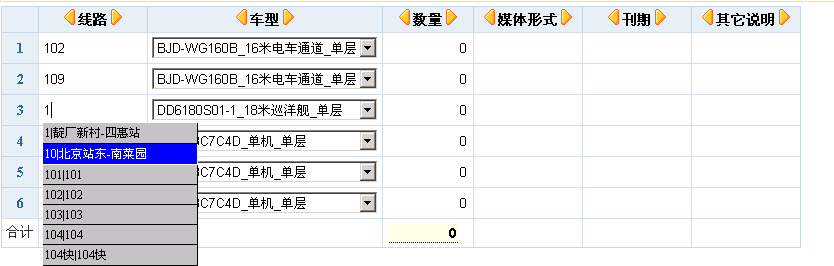 线路 车型 数量 媒体形式 刊期 其它说明
1 102 BJD-WG160B_16米电车通道_单层 0
2 109 BJD-WG160B_16米电车通道_单层 0
3 1 DD6180S01-1_18米巡洋舰_单层 0
1|靛厂新村-四惠站
4 C7C4D_单机_单层 0
10|北京站东-南菜园
101|101
5 C7C4D_单机_单层 0
102|102
6 C7C4D_单机_单层 0
103|103
合计 0
104|104
104快|104快